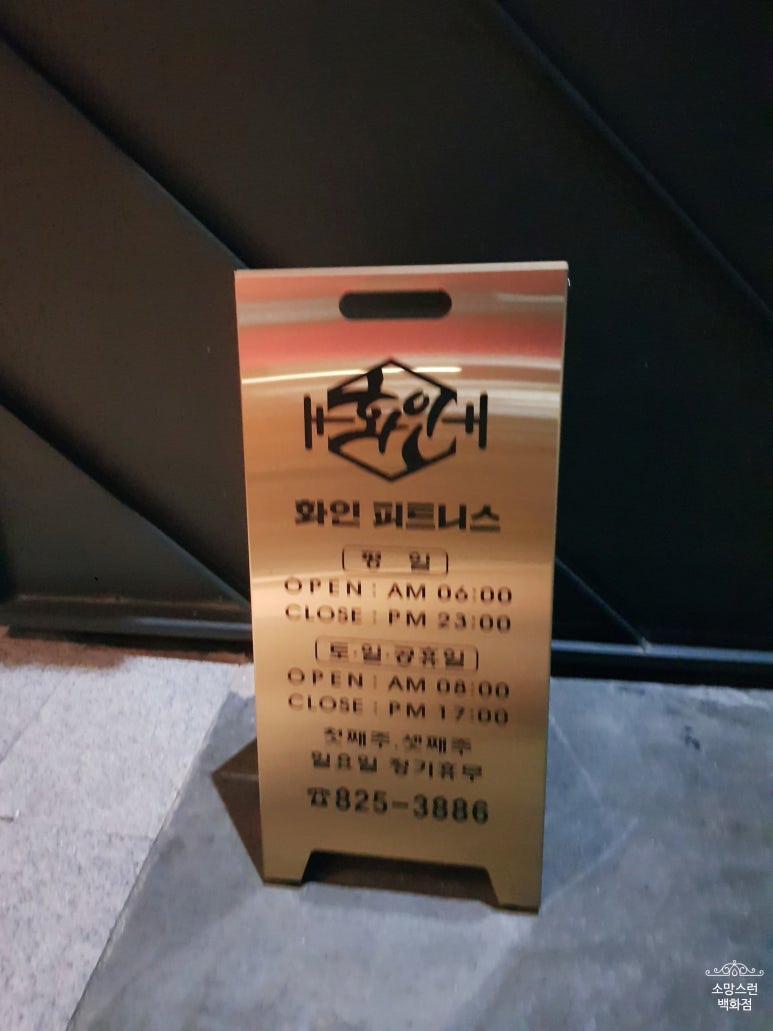 화인
화인 피트니스
평 일
OPEN : AM 06:00
CLOSE : PM 23:00
토·일·공휴일
OPEN : AM 08:00
CLOSE : PM 17:00
첫째주, 셋째주
일요일 정기휴무
☎825-3886
소망스런
백화점